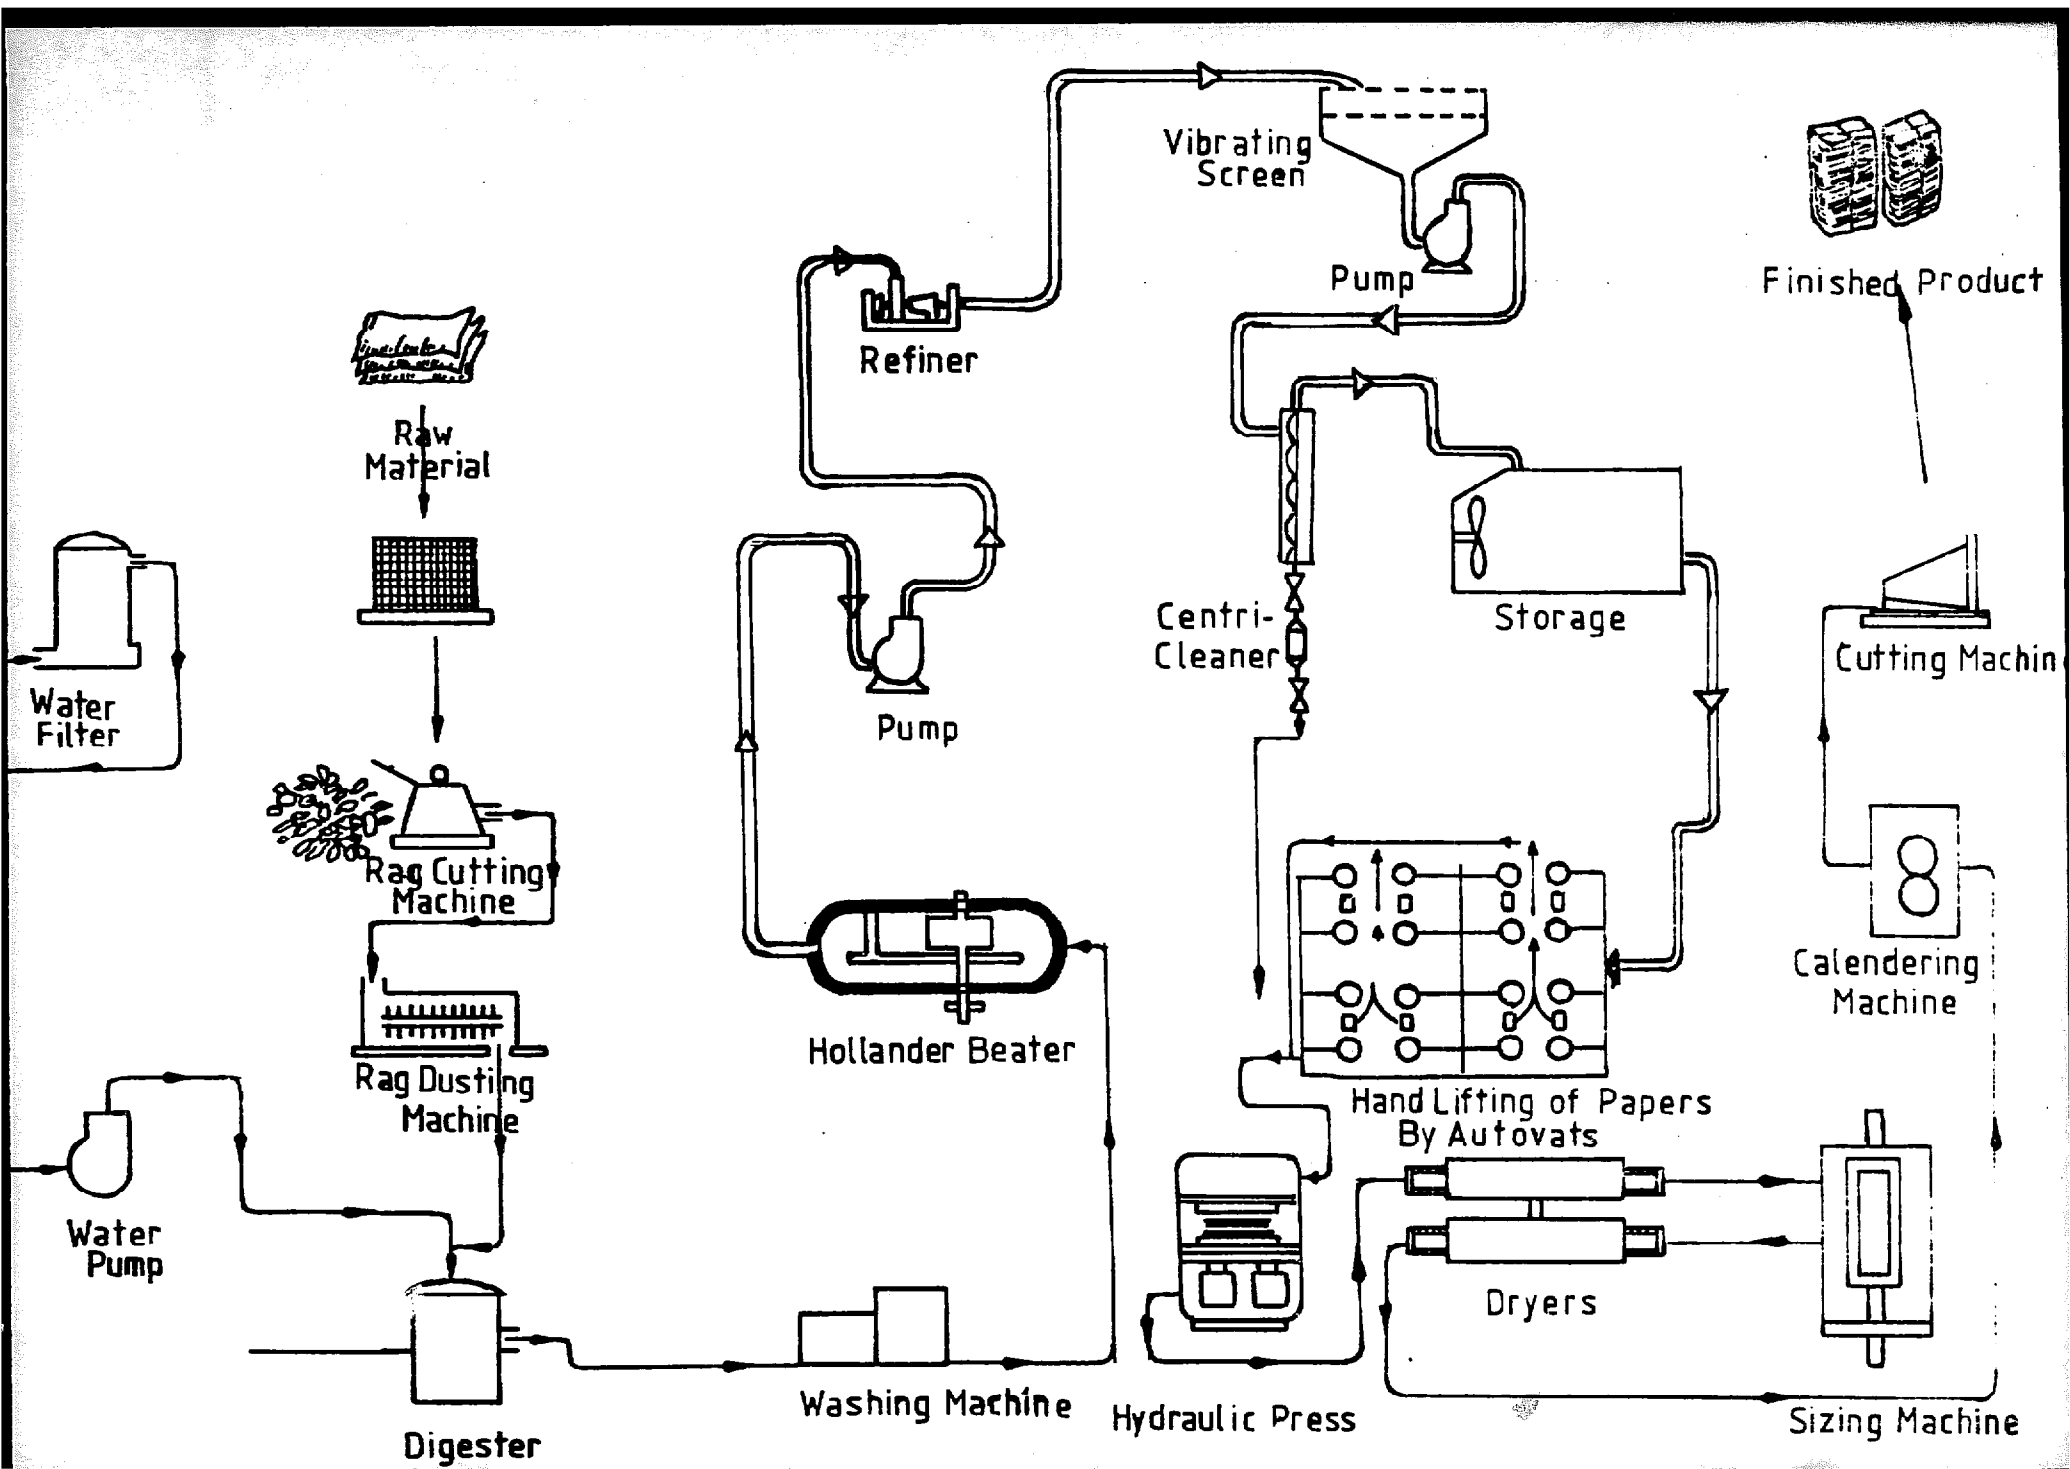 Vibrating
Screen
Pump
Finished Product
Refiner
Raw
Material
Centri-
Cleaner
Storage
Cutting Machin
Water
Filter
Pump
Rag Cutting
Machine
Calendering
Machine
Hollander Beater
Rag Dusting
Machine
Hand Lifting of Papers
By Autovats
Water
Pump
Dryers
Washing Machine
Hydraulic Press
Sizing Machine
Digester